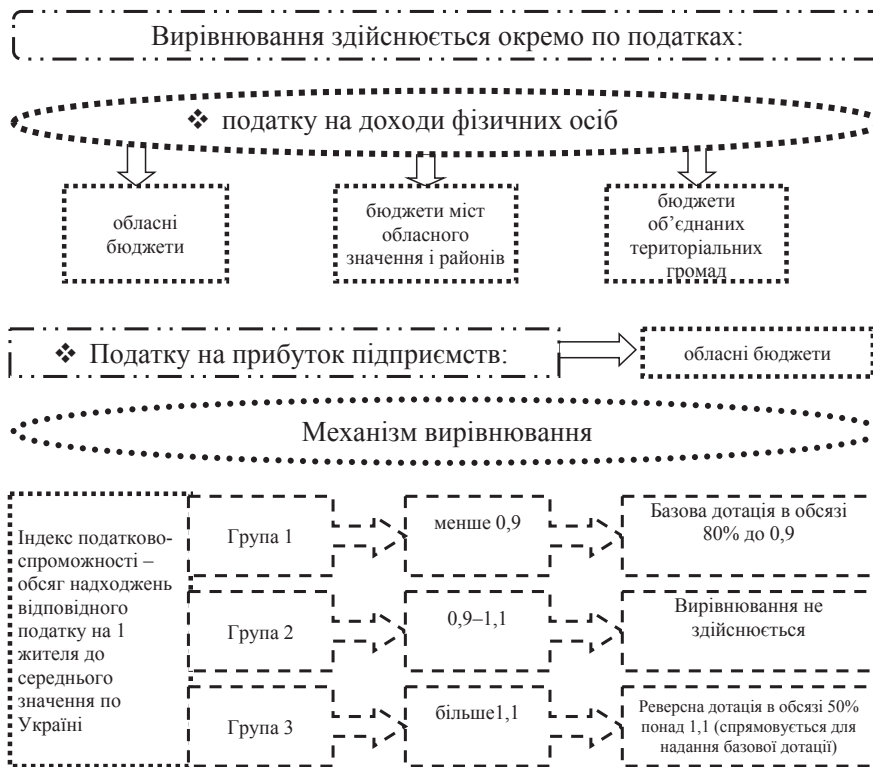 Вирівнювання здійснюється окремо по податках:
❖ податку на доходи фізичних осіб
обласні
бюджети
бюджети міст
обласного
значення і районів
бюджети
об’єднаних
територіальних
громад
❖ Податку на прибуток підприємств:
обласні бюджети
Механізм вирівнювання
Індекс податково-
спроможності –
обсяг надходжень
відповідного
податку на 1
жителя до
середнього
значення по
Україні
Група 1
менше 0,9
Базова дотація в обсязі
80% до 0,9
Група 2
0,9–1,1
Вирівнювання не
здійснюється
Група 3
більше1,1
Реверсна дотація в обсязі 50%
понад 1,1 (спрямовується для
надання базової дотації)